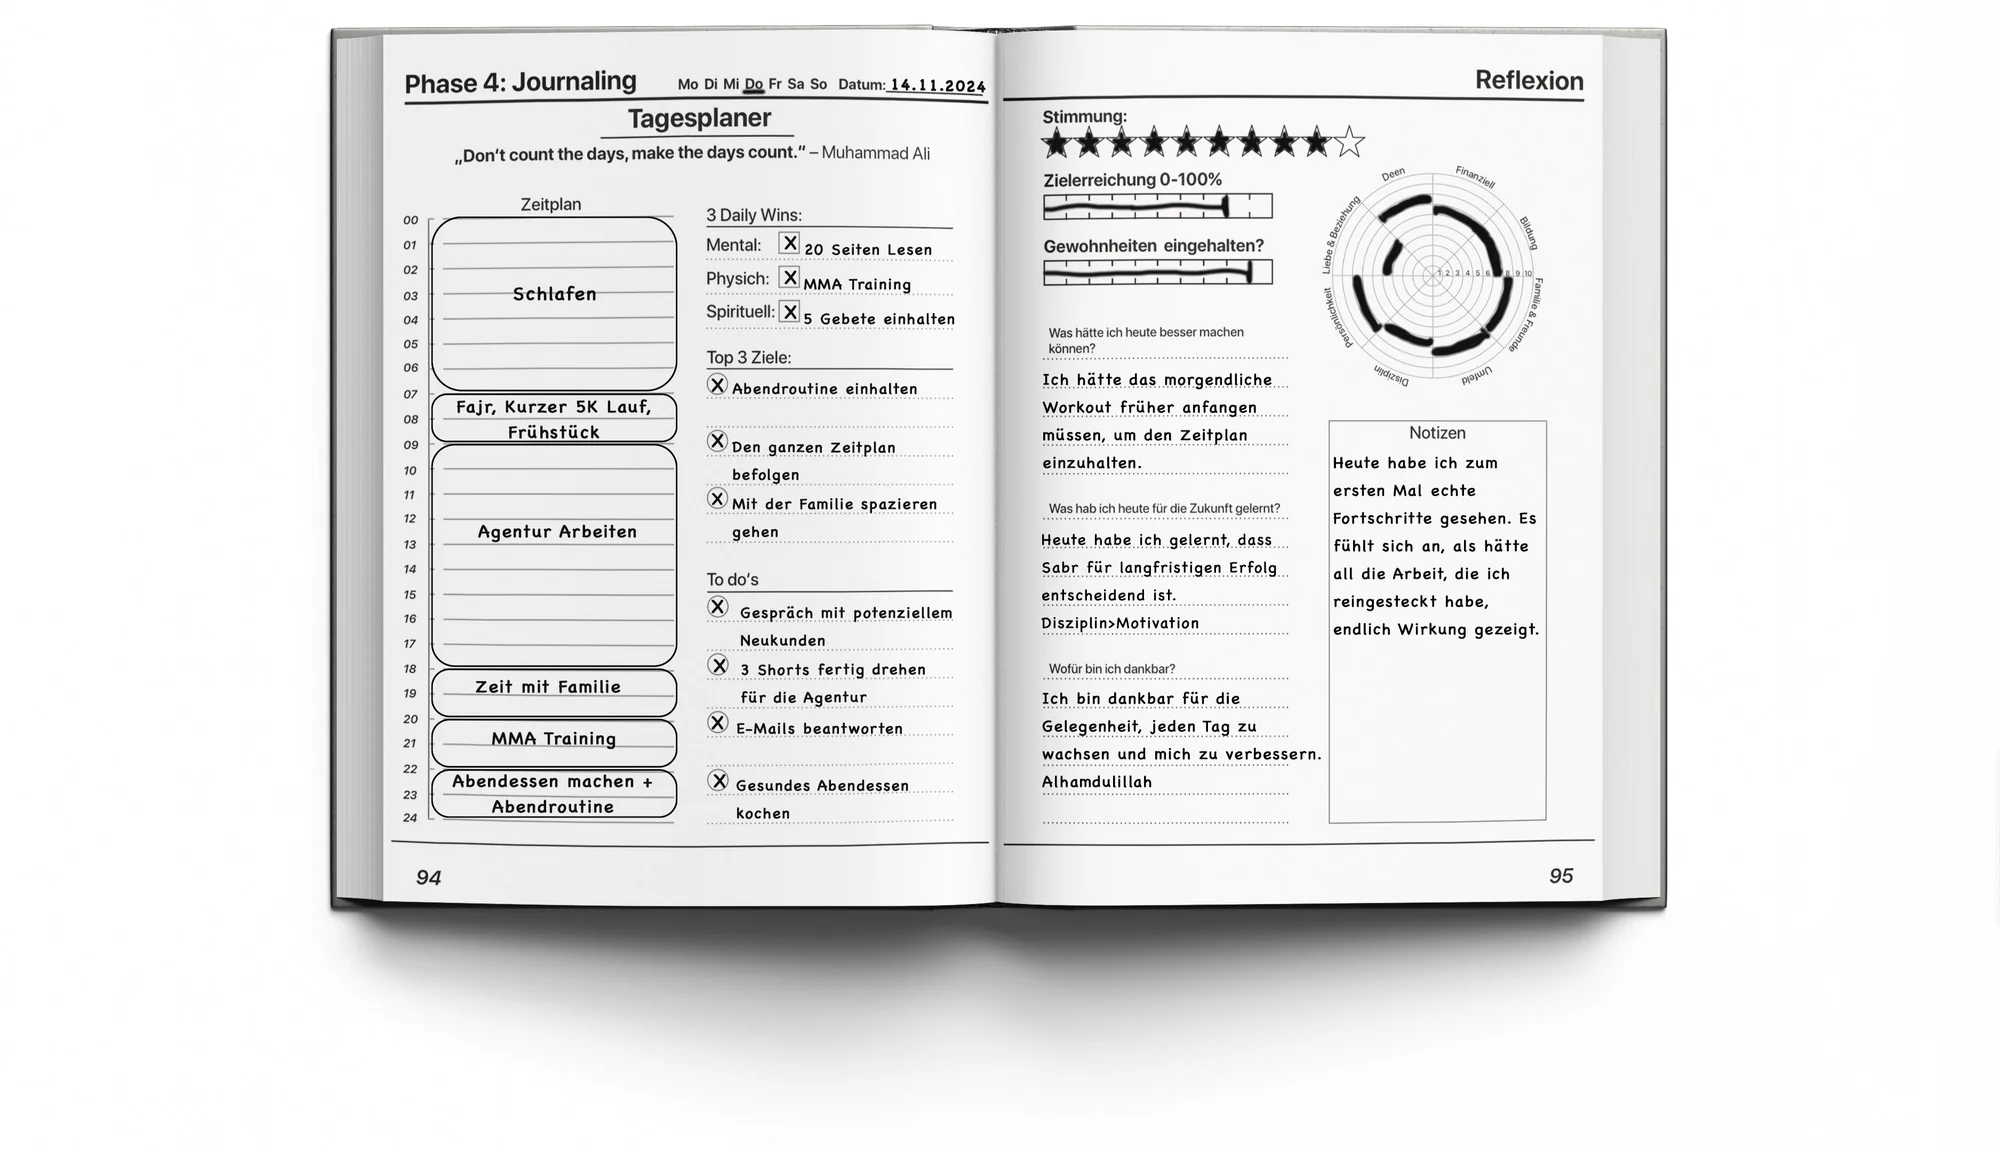 Phase 4: Journaling
Mo Di Mi Do Fr Sa So Datum: 14.11.2024
Tagesplaner
„Don't count the days, make the days count.“ – Muhammad Ali
Zeitplan
00
01
02
03
04
05
06
07
08
09
10
11
12
13
14
15
16
17
18
19
20
21
22
23
24
Schlafen
Fajr, Kurzer 5K Lauf,
Frühstück
Agentur Arbeiten
Zeit mit Familie
MMA Training
Abendessen machen +
Abendroutine
3 Daily Wins:
Mental: X 20 Seiten Lesen
Physich: X MMA Training
Spirituell: X 5 Gebete einhalten
Top 3 Ziele:
X Abendroutine einhalten
X Den ganzen Zeitplan
befolgen
X Mit der Familie spazieren
gehen
To do's
X Gespräch mit potenziellem
Neukunden
X 3 Shorts fertig drehen
für die Agentur
X E-Mails beantworten
X Gesundes Abendessen
kochen
94
Reflexion
Stimmung:
Zielerreichung 0-100%
Gewohnheiten eingehalten?
Deen
Finanziell
Bildung
Familie & Freunde
Umfeld
Disziplin
Persönlichkeit
Liebe & Beziehung
1 2 3 4 5 6 8 9 10
Was hätte ich heute besser machen
können?
Ich hätte das morgendliche
Workout früher anfangen
müssen, um den Zeitplan
einzuhalten.
Was hab ich heute für die Zukunft gelernt?
Heute habe ich gelernt, dass
Sabr für langfristigen Erfolg
entscheidend ist.
Disziplin>Motivation
Wofür bin ich dankbar?
Ich bin dankbar für die
Gelegenheit, jeden Tag zu
wachsen und mich zu verbessern.
Alhamdulillah
Notizen
Heute habe ich zum
ersten Mal echte
Fortschritte gesehen. Es
fühlt sich an, als hätte
all die Arbeit, die ich
reingesteckt habe,
endlich Wirkung gezeigt.
95